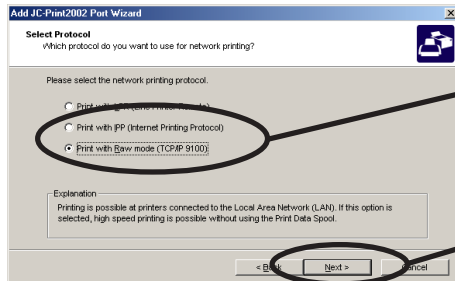 Add JC-Print2002 Port Wizard
Select Protocol
Which protocol do you want to use for network printing?
Please select the network printing protocol.
Print with
Print with IPP (Internet Printing Protocol)
Print with Raw mode (TCP/IP 9100)
Explanation
Printing is possible at printers connected to the Local Area Network (LAN). If this option is
selected, high speed printing is possible without using the Print Data Spool.
Next >
Cancel